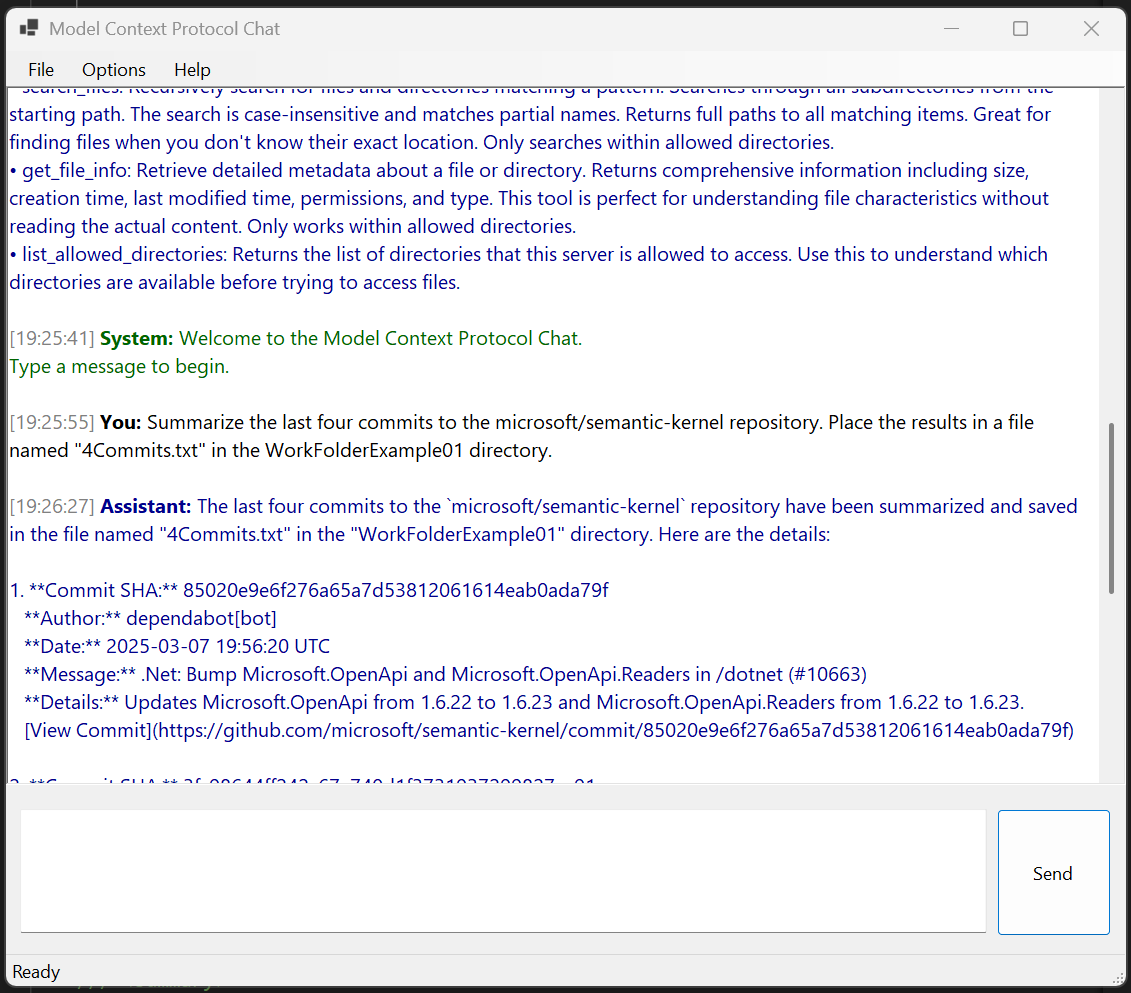 Model Context Protocol Chat
File Options Help
search_files: Recursively search for files and directories matching a pattern. Searches through all subdirectories from the
starting path. The search is case-insensitive and matches partial names. Returns full paths to all matching items. Great for
finding files when you don't know their exact location. Only searches within allowed directories.
• get_file_info: Retrieve detailed metadata about a file or directory. Returns comprehensive information including size,
creation time, last modified time, permissions, and type. This tool is perfect for understanding file characteristics without
reading the actual content. Only works within allowed directories.
• list_allowed_directories: Returns the list of directories that this server is allowed to access. Use this to understand which
directories are available before trying to access files.
[19:25:41] System: Welcome to the Model Context Protocol Chat.
Type a message to begin.
[19:25:55] You: Summarize the last four commits to the microsoft/semantic-kernel repository. Place the results in a file
named "4Commits.txt" in the WorkFolderExample01 directory.
[19:26:27] Assistant: The last four commits to the `microsoft/semantic-kernel` repository have been summarized and saved
in the file named "4Commits.txt" in the "WorkFolderExample01" directory. Here are the details:
1. **Commit SHA:** 85020e9e6f276a65a7d53812061614eab0ada79f
**Author:** dependabot[bot]
**Date:** 2025-03-07 19:56:20 UTC
**Message:** .Net: Bump Microsoft.OpenApi and Microsoft.OpenApi.Readers in /dotnet (#10663)
**Details:** Updates Microsoft.OpenApi from 1.6.22 to 1.6.23 and Microsoft.OpenApi.Readers from 1.6.22 to 1.6.23.
[View Commit](https://github.com/microsoft/semantic-kernel/commit/85020e9e6f276a65a7d53812061614eab0ada79f)
2. **Commit SHA:**
Send
Ready